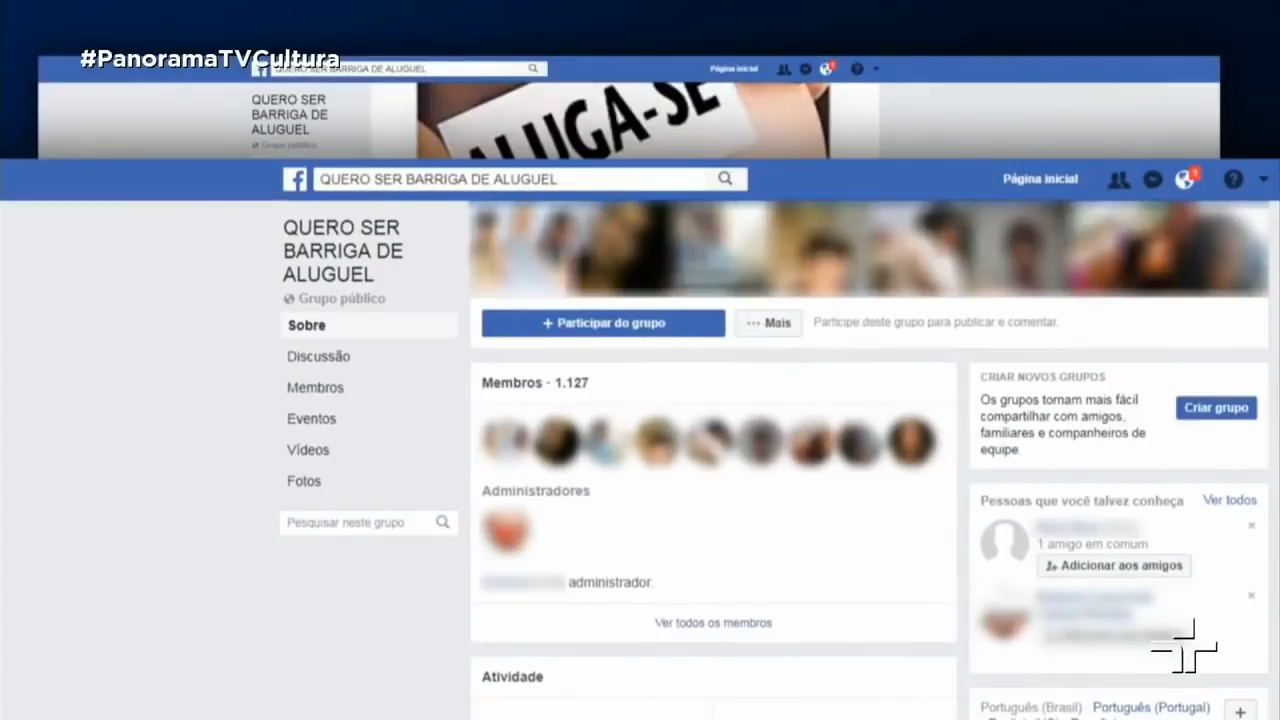 #PanoramaTVCultura
QUERO SER BARRIGA DE ALUGUEL
Página inicial
QUERO SER
BARRIGA DE
ALUGUEL
Grupo público
ALUGA-SE
QUERO SER BARRIGA DE ALUGUEL
Página inicial
1
QUERO SER
BARRIGA DE
ALUGUEL
Grupo público
Sobre
Discussão
Membros
Eventos
Vídeos
Fotos
Pesquisar neste grupo
+ Participar do grupo
··· Mais
Participe deste grupo para publicar e comentar.
Membros · 1.127
Administradores
administrador.
Ver todos os membros
Atividade
CRIAR NOVOS GRUPOS
Os grupos tornam mais fácil
compartilhar com amigos,
familiares e companheiros de
equipe.
Criar grupo
Pessoas que você talvez conheça
Ver todos
1 amigo em comum
Adicionar aos amigos
Português (Brasil) Português (Portugal)